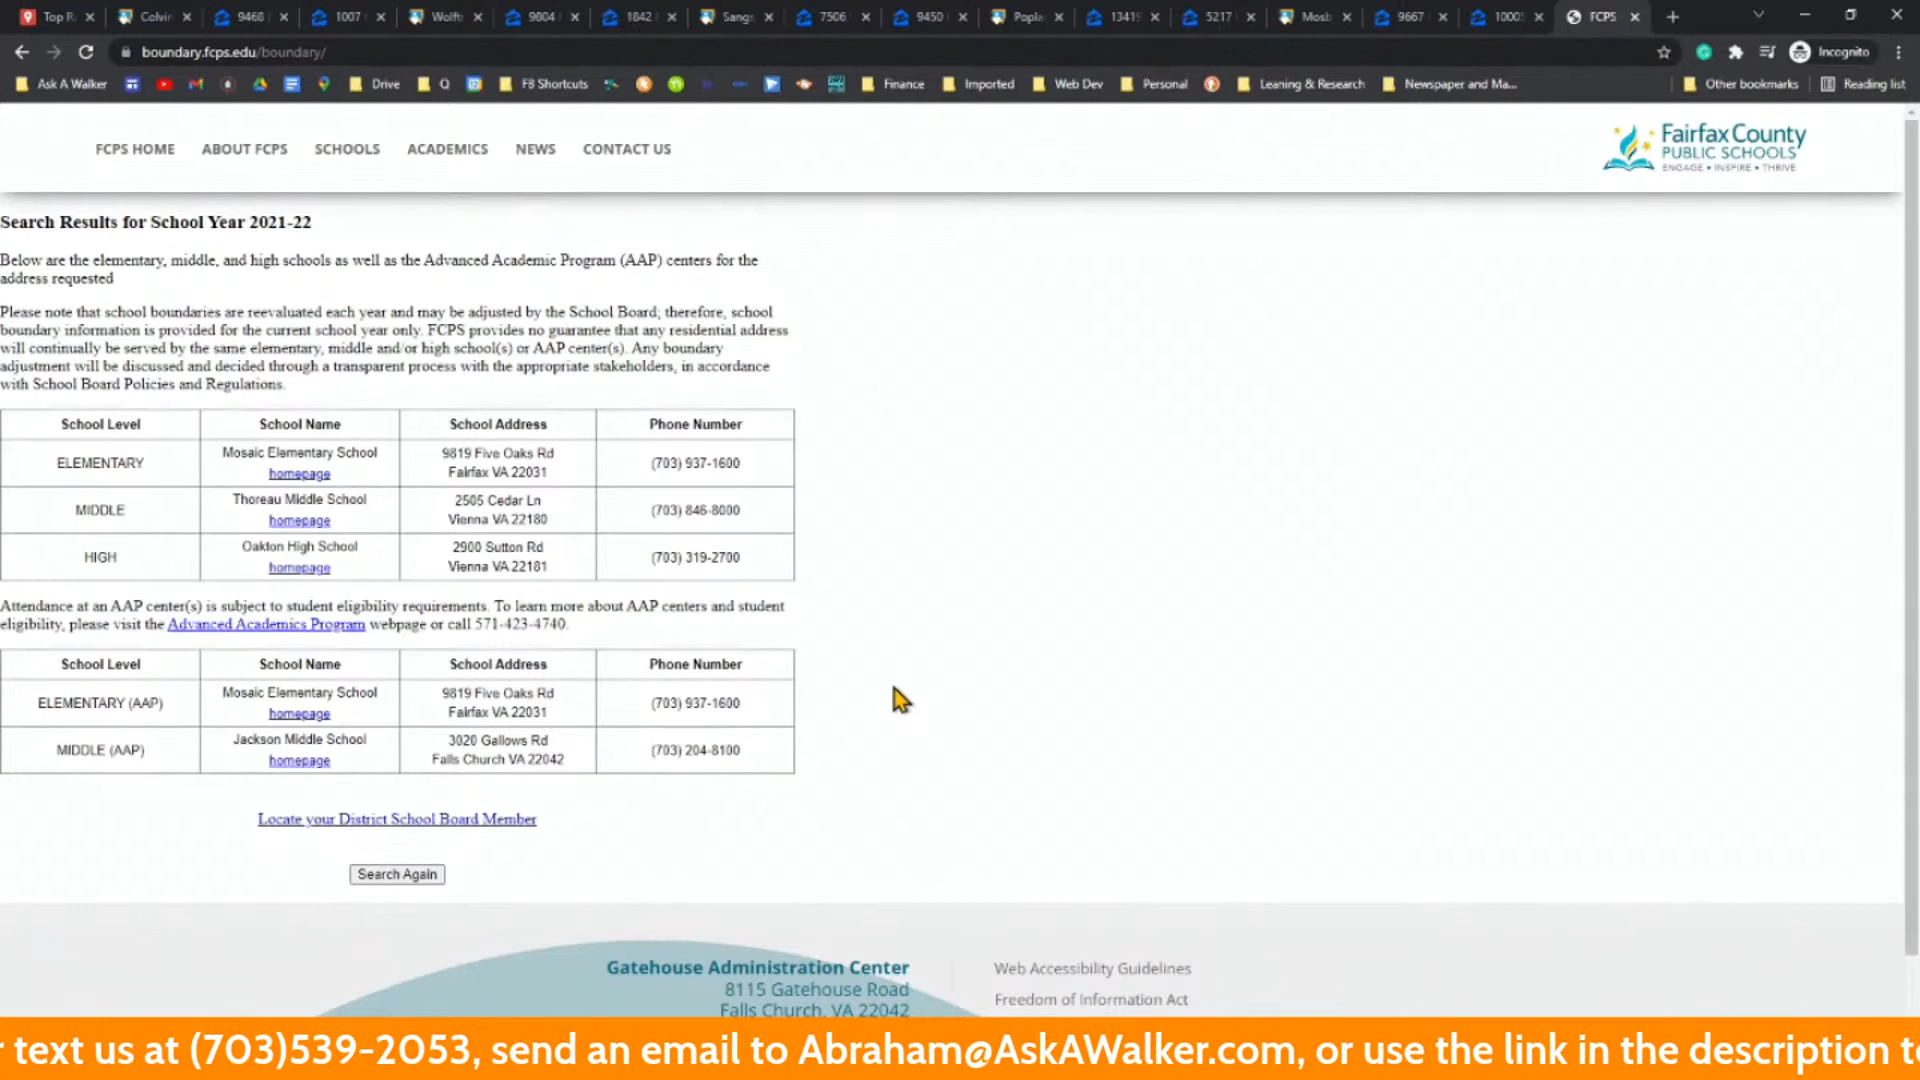 Top R
Colvin
9468
1007
Wolftr
9804
1842
Sangs
7506
9450
Popla
13419
5217
Mosb
9667
1000
FCPS
boundary.fcps.edu/boundary/
Incognito
Ask A Walker
Drive
Q
FB Shortcuts
Finance
Imported
Web Dev
Personal
Leaning & Research
Newspaper and Ma...
Other bookmarks
Reading list
FCPS HOME ABOUT FCPS SCHOOLS ACADEMICS NEWS CONTACT US
Fairfax County
PUBLIC SCHOOLS
ENGAGE • INSPIRE • THRIVE
Search Results for School Year 2021-22
Below are the elementary, middle, and high schools as well as the Advanced Academic Program (AAP) centers for the
address requested
Please note that school boundaries are reevaluated each year and may be adjusted by the School Board; therefore, school
boundary information is provided for the current school year only. FCPS provides no guarantee that any residential address
will continually be served by the same elementary, middle and/or high school(s) or AAP center(s). Any boundary
adjustment will be discussed and decided through a transparent process with the appropriate stakeholders, in accordance
with School Board Policies and Regulations.
School Level School Name School Address Phone Number
ELEMENTARY
Mosaic Elementary School
homepage
9819 Five Oaks Rd
Fairfax VA 22031
(703) 937-1600
MIDDLE
Thoreau Middle School
homepage
2505 Cedar Ln
Vienna VA 22180
(703) 846-8000
HIGH
Oakton High School
homepage
2900 Sutton Rd
Vienna VA 22181
(703) 319-2700
Attendance at an AAP center(s) is subject to student eligibility requirements. To learn more about AAP centers and student
eligibility, please visit the Advanced Academics Program webpage or call 571-423-4740.
School Level School Name School Address Phone Number
ELEMENTARY (AAP)
Mosaic Elementary School
homepage
9819 Five Oaks Rd
Fairfax VA 22031
(703) 937-1600
MIDDLE (AAP)
Jackson Middle School
homepage
3020 Gallows Rd
Falls Church VA 22042
(703) 204-8100
Locate your District School Board Member
Search Again
Gatehouse Administration Center
8115 Gatehouse Road
Falls Church, VA 22042
Web Accessibility Guidelines
Freedom of Information Act
text us at (703)539-2053, send an email to Abraham@AskAWalker.com, or use the link in the description t